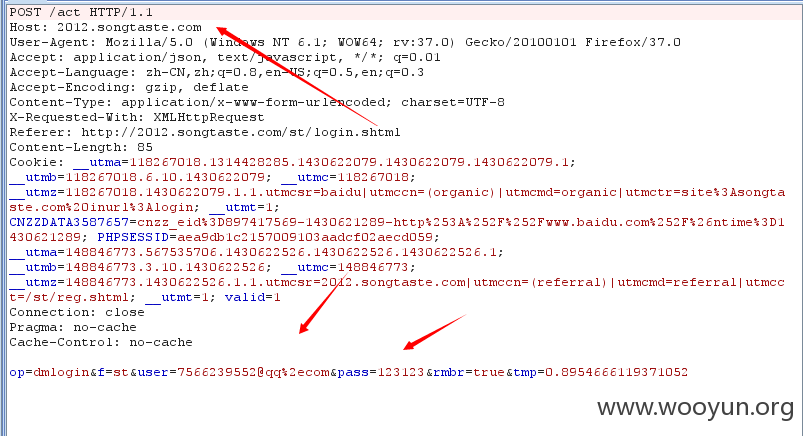 POST /act HTTP/1.1
Host: 2012.songtaste.com
User-Agent: Mozilla/5.0 (Windows NT 6.1; WOW64; rv:37.0) Gecko/20100101 Firefox/37.0
Accept: application/json, text/javascript, */*; q=0.01
Accept-Language: zh-CN,zh;q=0.8,en-US;q=0.5,en;q=0.3
Accept-Encoding: gzip, deflate
Content-Type: application/x-www-form-urlencoded; charset=UTF-8
X-Requested-With: XMLHttpRequest
Referer: http://2012.songtaste.com/st/login.shtml
Content-Length: 85
Cookie: __utma=118267018.1314428285.1430622079.1430622079.1430622079.1;
__utmb=118267018.6.10.1430622079; __utmc=118267018;
__utmz=118267018.1430622079.1.1.utmcsr=baidu|utmccn=(organic)|utmcmd=organic|utmctr=site%3Asongta
ste.com%20inurl%3Alogin; __utmt=1;
CNZZDATA3587657=cnzz_eid%3D897417569-1430621289-http%253A%252F%252Fwww.baidu.com%252F%26ntime%3D1
430621289; PHPSESSID=aea9db1c2157009103aadcf02aecd059;
__utma=148846773.567535706.1430622526.1430622526.1430622526.1;
__utmb=148846773.3.10.1430622526; __utmc=148846773;
__utmz=148846773.1430622526.1.1.utmcsr=2012.songtaste.com|utmccn=(referral)|utmcmd=referral|utmcc
t=/st/reg.shtml; __utmt=1; valid=1
Connection: close
Pragma: no-cache
Cache-Control: no-cache
op=dmlogin&f=st&user=7566239552@qq%2ecom&pass=123123&rmbr=true&tmp=0.8954666119371052
www.wooyun.org